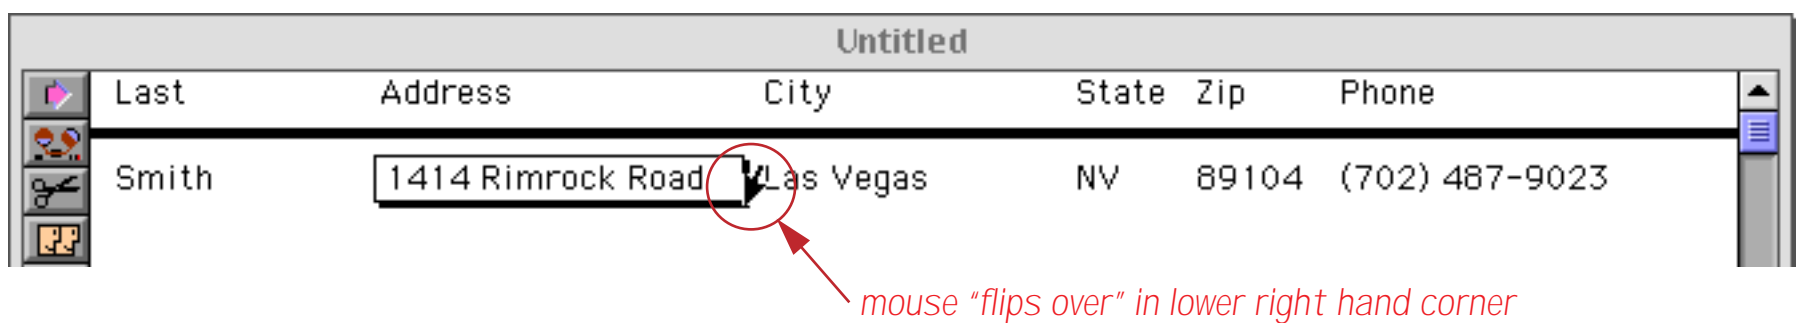 Untitled
Last Address City State Zip Phone
Smith 1414 Rimrock Road Las Vegas NV 89104 (702) 487-9023
mouse "flips over" in lower right hand corner